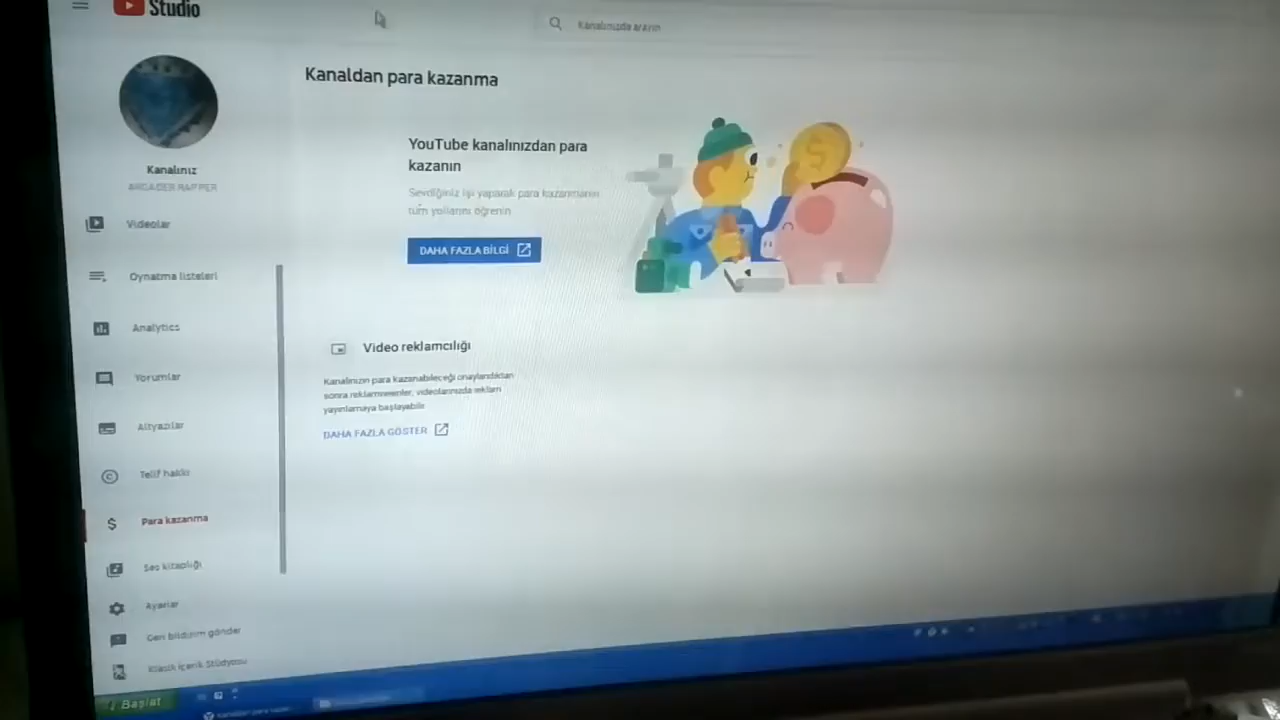 Studio
Kanalınızda arayın
Kanaldan para kazanma
YouTube kanalınızdan para
kazanın
Sevdiğiniz işi yaparak para kazanmanın
tüm yollarını öğrenin
DAHA FAZLA BİLGİ
Kanalınız
Videolar
Oynatma listeleri
Analytics
Yorumlar
Altyazılar
Telif hakkı
Para kazanma
Ses kitaplığı
Ayarlar
Geri bildirim gönder
Klasik İçerik Stüdyosu
Video reklamcılığı
Kanalınızın para kazanabileceği onaylandıktan
sonra reklamverenler, videolarınızda reklam
yayınlamaya başlayabilir.
DAHA FAZLA GÖSTER
Başlat